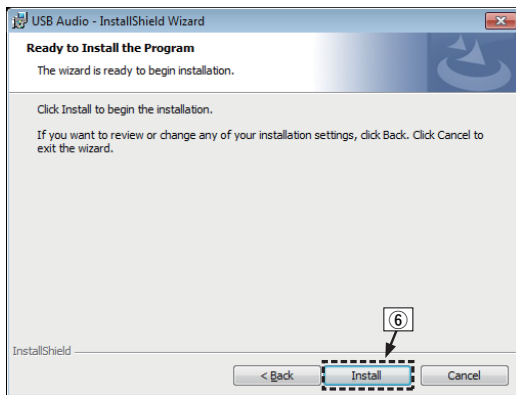 USB Audio - InstallShield Wizard
Ready to Install the Program
The wizard is ready to begin installation.
Click Install to begin the installation.
If you want to review or change any of your installation settings, click Back. Click Cancel to
exit the wizard.
⑥
InstallShield
< Back Install Cancel